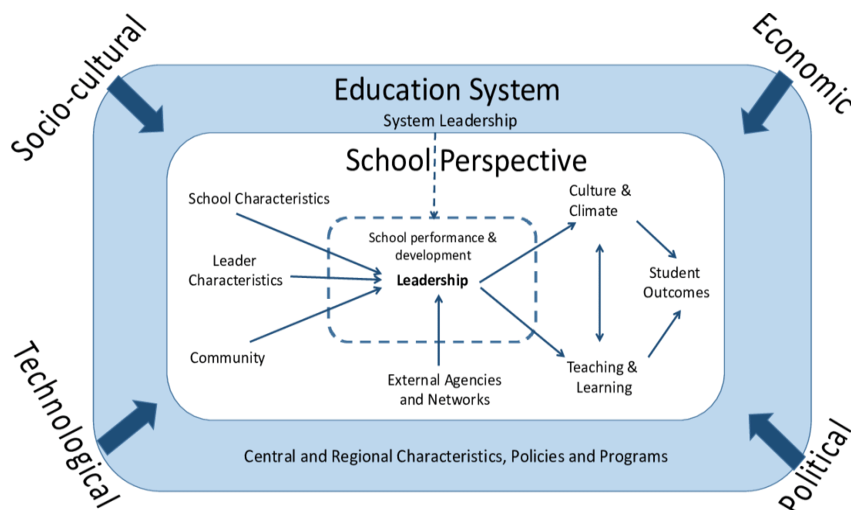 Socio-cultural
Economic
Education System
System Leadership
School Perspective
School Characteristics
Leader
Characteristics
Community
School performance &
development
Leadership
External Agencies
and Networks
Culture &
Climate
Teaching &
Learning
Student
Outcomes
Central and Regional Characteristics, Policies and Programs
Technological
Political